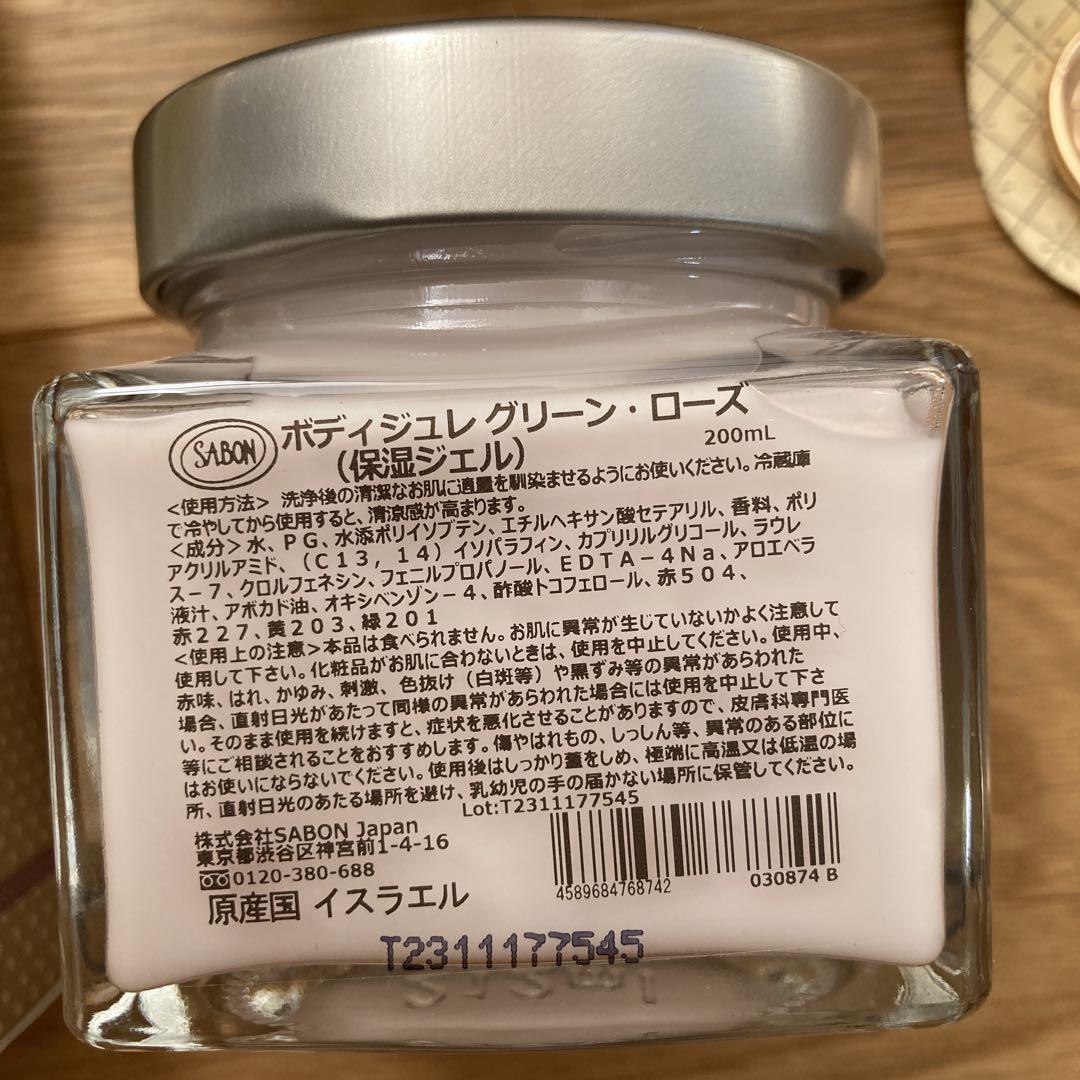 SABON
ボディジュレ グリーン・ローズ
(保湿ジェル)
200mL
<使用方法> 洗浄後の清潔なお肌に適量を馴染ませるようにお使いください。冷蔵庫
で冷やしてから使用すると、清涼感が高まります。
<成分>水、PG、水添ポリイソブテン、エチルヘキサン酸セテアリル、香料、ポリ
アクリルアミド、(C13, 14)イソパラフィン、カプリリルグリコール、ラウレ
ス-7、クロルフェネシン、フェニルプロパノール、EDTA-4Na、アロエベラ
液汁、アボカド油、オキシベンゾン-4、酢酸トコフェロール、赤504、
赤227、黄203、緑201
<使用上の注意>本品は食べられません。お肌に異常が生じていないかよく注意して
使用して下さい。化粧品がお肌に合わないときは、使用を中止してください。使用中、
赤味、はれ、かゆみ、刺激、色抜け(白斑等)や黒ずみ等の異常があらわれた
場合、直射日光があたって同様の異常があらわれた場合には使用を中止して下さ
い。そのまま使用を続けますと、症状を悪化させることがありますので、皮膚科専門医
等にご相談されることをおすすめします。傷やはれもの、しっしん等、異常のある部位に
はお使いにならないでください。使用後はしっかり蓋をしめ、極端に高温又は低温の場
所、直射日光のあたる場所を避け、乳幼児の手の届かない場所に保管してください。
Lot:T2311177545
株式会社SABON Japan
東京都渋谷区神宮前1-4-16
0120-380-688
原産国 イスラエル
4589684768742
030874 B
T2311177545